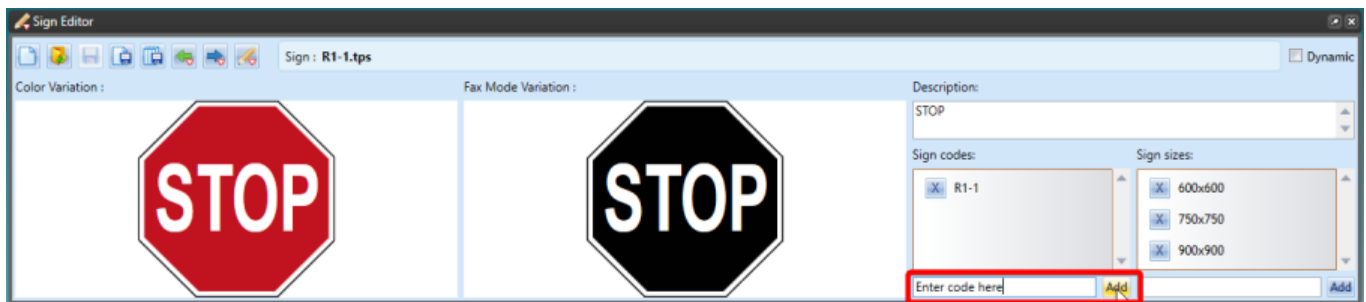 Sign Editor
Sign : R1-1.tps
Dynamic
Color Variation :
Fax Mode Variation :
Description:
STOP
STOP
STOP
Sign codes:
Sign sizes:
X R1-1
X 600x600
X 750x750
X 900x900
Enter code here
Add
Add